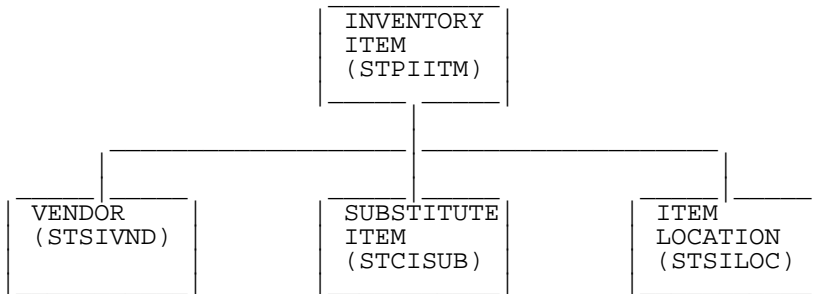 INVENTORY
ITEM
(STPIITM)
VENDOR
(STSIVND)
SUBSTITUTE
ITEM
(STCISUB)
ITEM
LOCATION
(STSILOC)